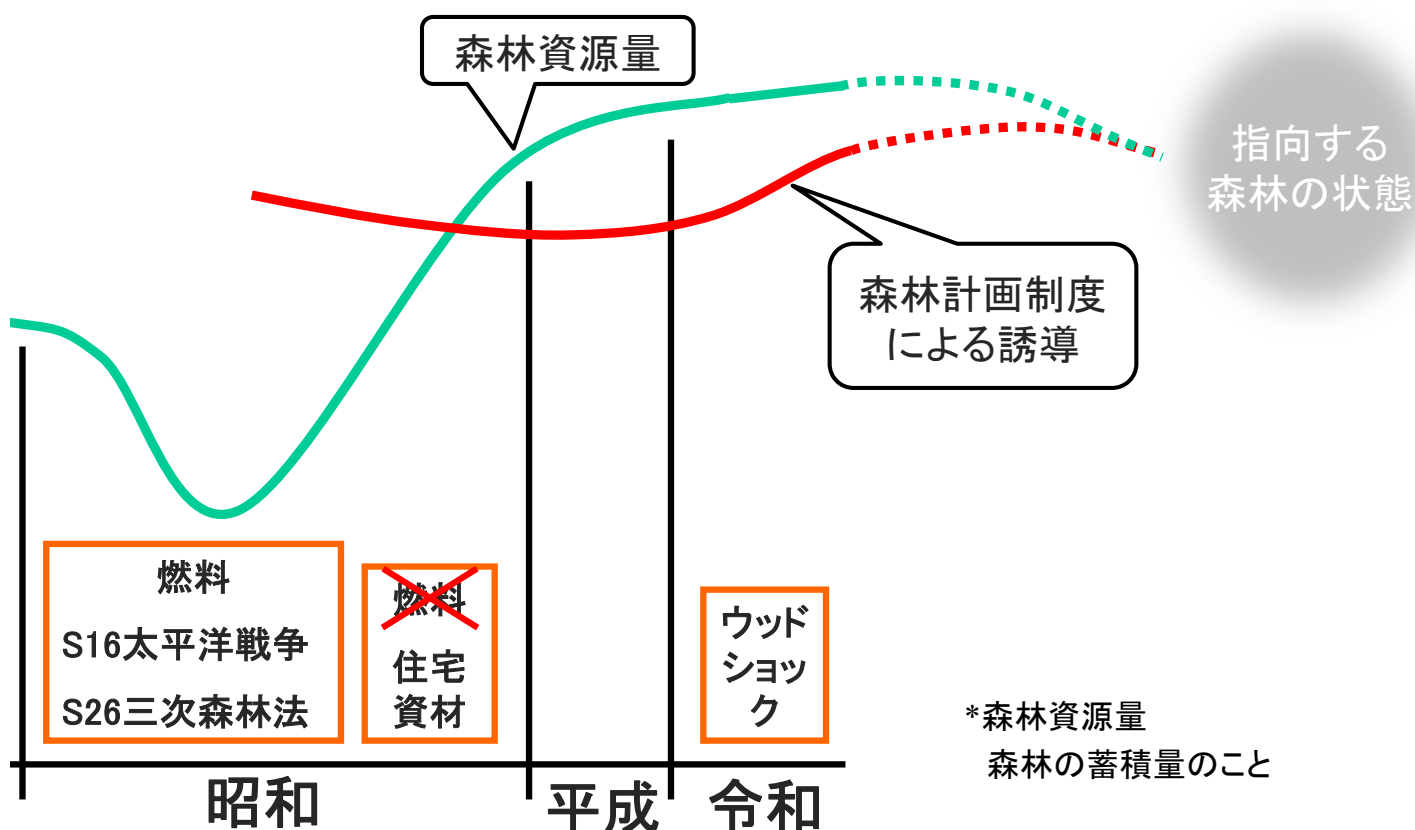 森林資源量
指向する
森林の状態
森林計画制度
による誘導
燃料
S16太平洋戦争
S26三次森林法
燃料
住宅
資材
ウッド
ショッ
ク
*森林資源量
森林の蓄積量のこと
昭和
平成
令和